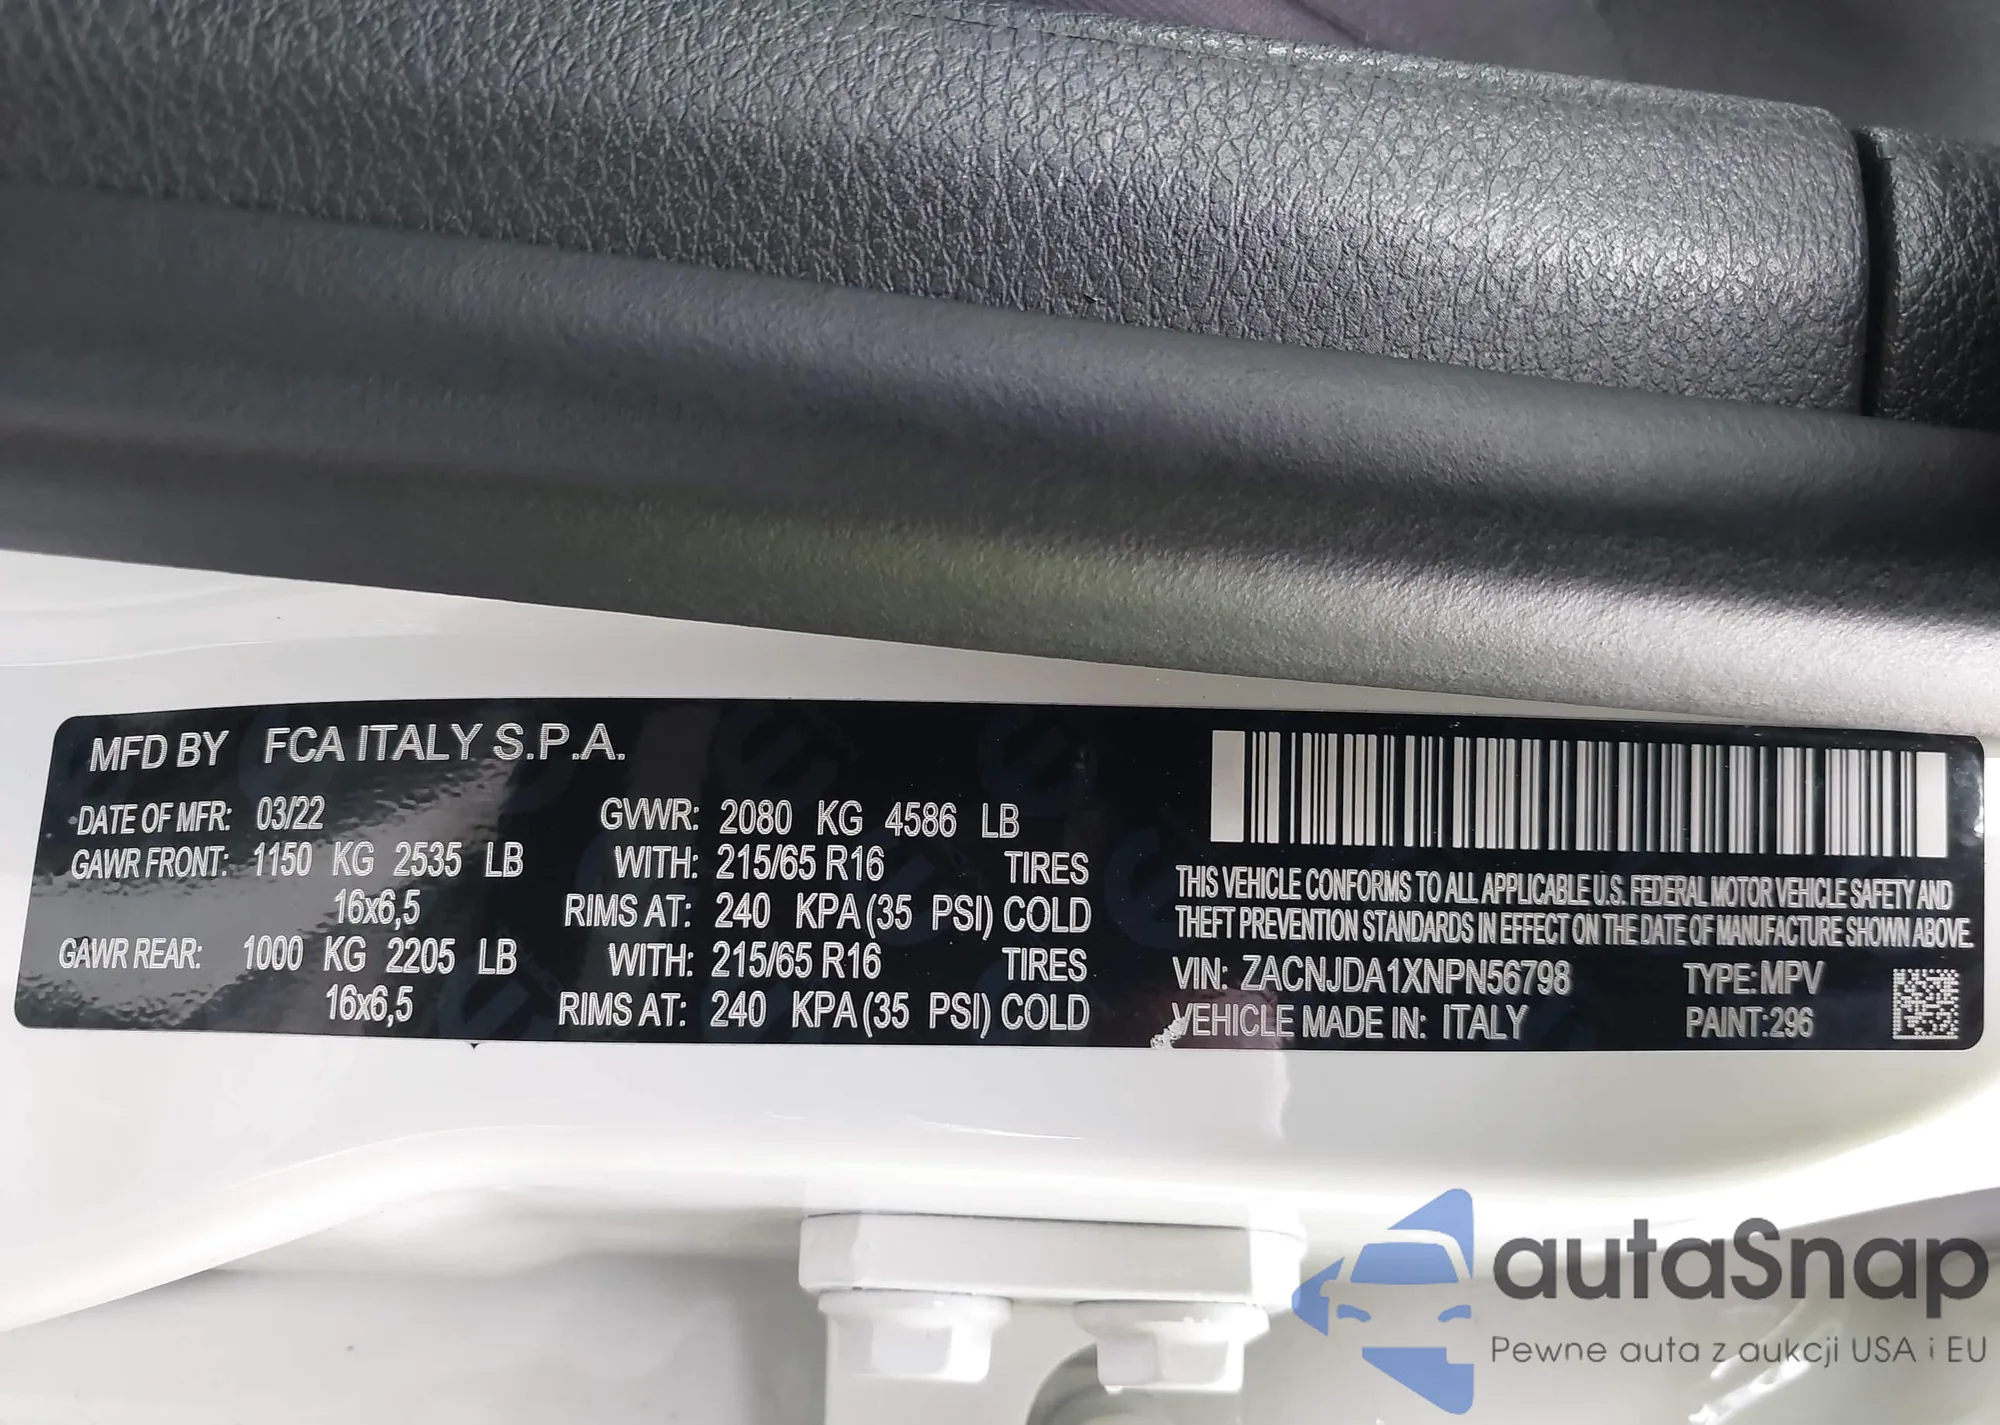 MFD BY FCA ITALY S.P.A.
DATE OF MFR: 03/22 GVWR: 2080 KG 4586 LB
GAWR FRONT: 1150 KG 2535 LB WITH: 215/65 R16 TIRES
16x6,5 RIMS AT: 240 KPA (35 PSI) COLD
GAWR REAR: 1000 KG 2205 LB WITH: 215/65 R16 TIRES
16x6,5 RIMS AT: 240 KPA (35 PSI) COLD
THIS VEHICLE CONFORMS TO ALL APPLICABLE U.S. FEDERAL MOTOR VEHICLE SAFETY AND
THEFT PREVENTION STANDARDS IN EFFECT ON THE DATE OF MANUFACTURE SHOWN ABOVE.
VIN: ZACNJDA1XNPN56798 TYPE: MPV
VEHICLE MADE IN: ITALY PAINT: 296
autaSnap
Pewne auta z aukcji USA i EU